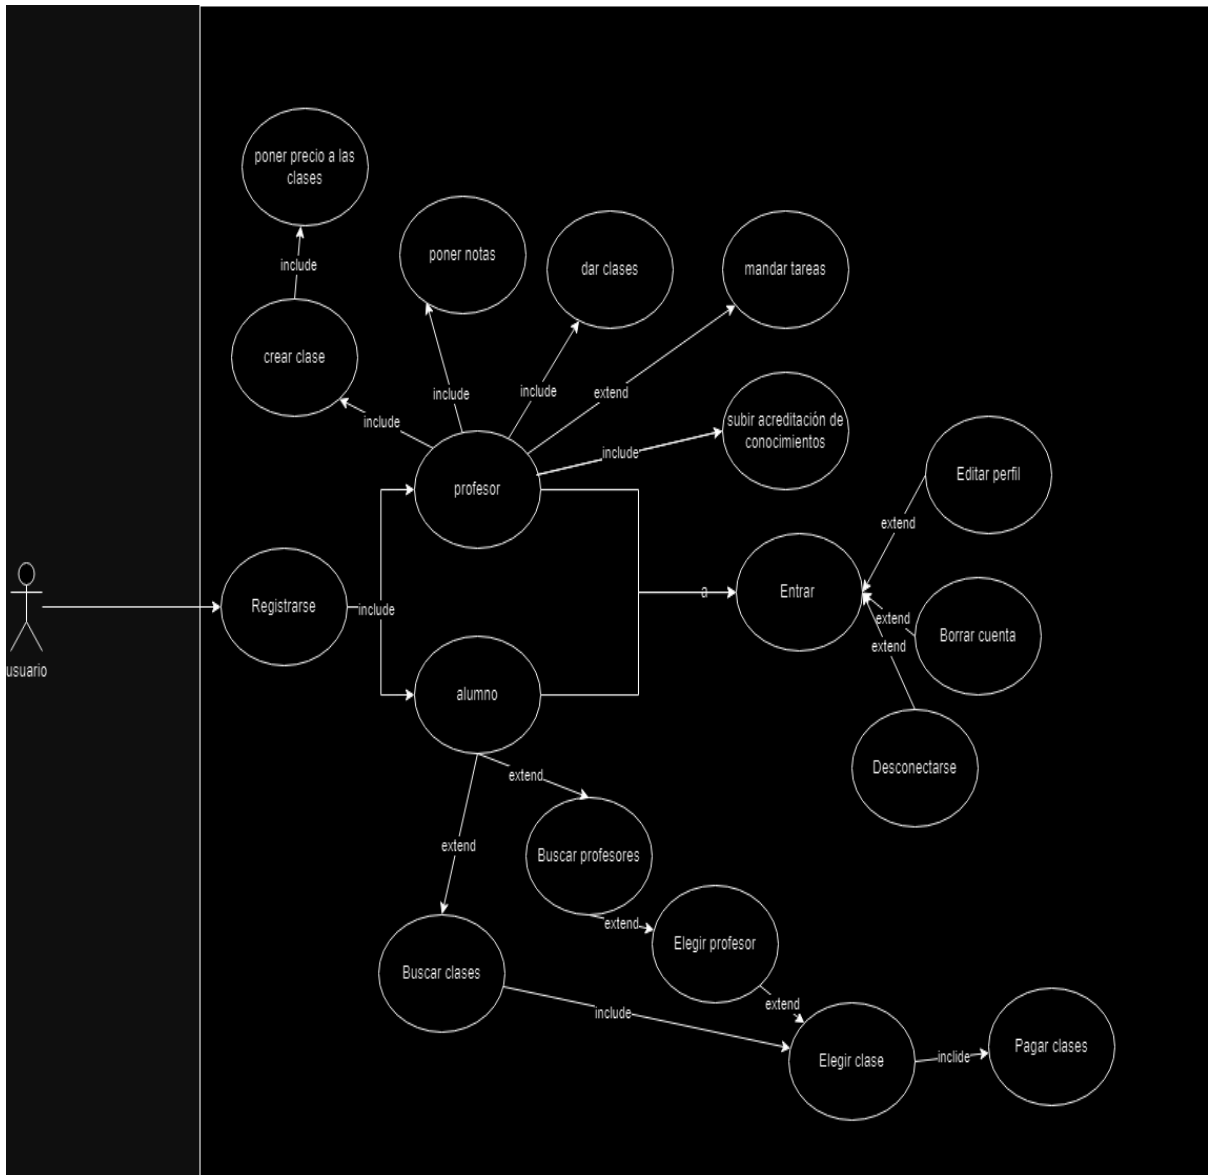 poner precio a las
clases
include
poner notas
dar clases
mandar tareas
crear clase
include
include
include
extend
include
subir acreditación de
conocimientos
profesor
Editar perfil
extend
Registrarse
include
a
Entrar
extend
extend
Borrar cuenta
usuario
alumno
Desconectarse
extend
extend
Buscar profesores
extend
Elegir profesor
Buscar clases
extend
include
Elegir clase
inclide
Pagar clases